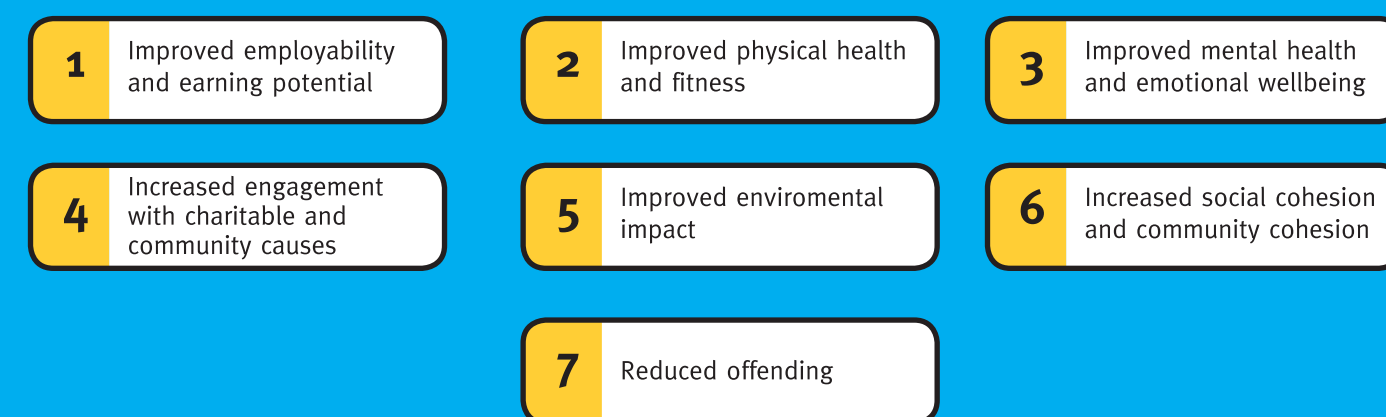 1
Improved employability
and earning potential
2
Improved physical health
and fitness
3
Improved mental health
and emotional wellbeing
4
Increased engagement
with charitable and
community causes
5
Improved enviromental
impact
6
Increased social cohesion
and community cohesion
7
Reduced offending